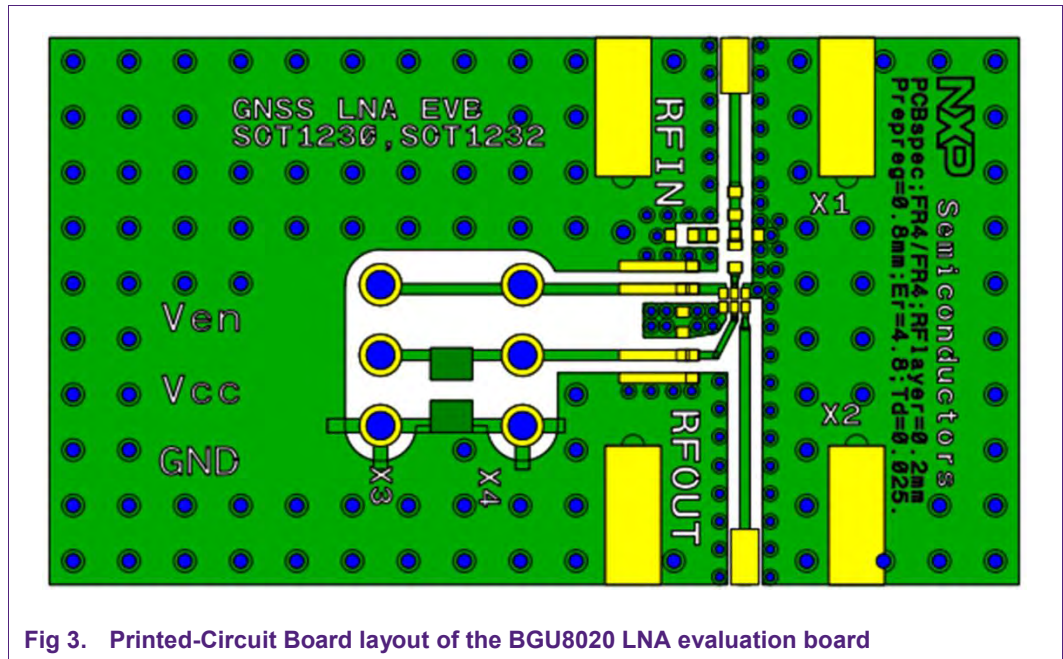 GNSS LNA EVB
SOT1230,SOT1232
RFIN
X1
NXP Semiconductors
PCBspec;FR4/FR4;RFlayer=0.2mm
Prepreg=0.8mm;Er=4.8;Td=0.025.
Ven
Vcc
GND
X3
X4
RFOUT
X2
Fig 3. Printed-Circuit Board layout of the BGU8020 LNA evaluation board